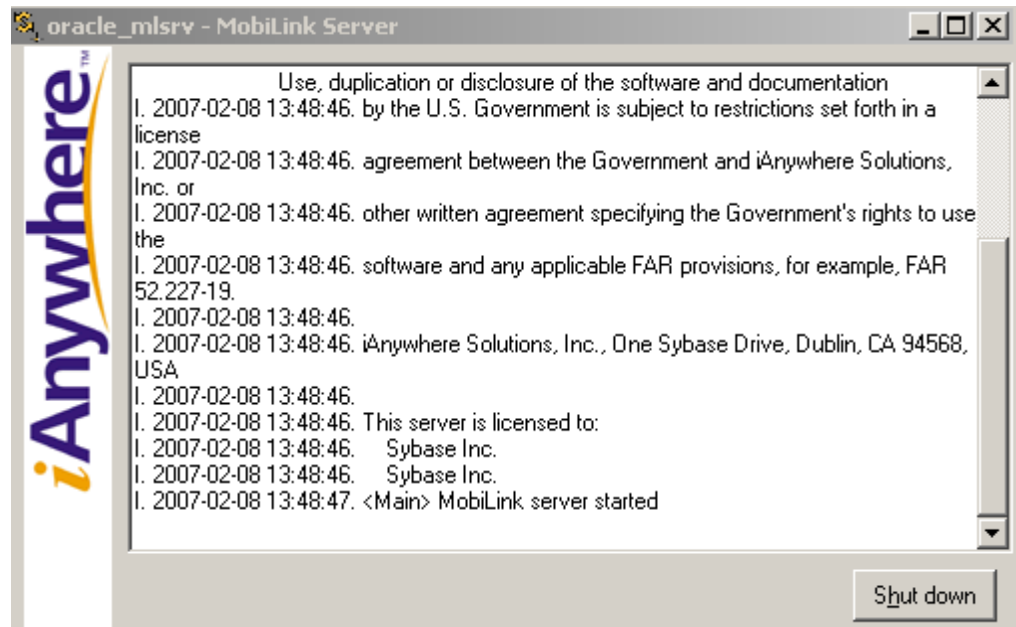 oracle_mlsrv - MobiLink Server
iAnywhere™
Use, duplication or disclosure of the software and documentation
I. 2007-02-08 13:48:46. by the U.S. Government is subject to restrictions set forth in a
license
I. 2007-02-08 13:48:46. agreement between the Government and iAnywhere Solutions,
Inc. or
I. 2007-02-08 13:48:46. other written agreement specifying the Government's rights to use
the
I. 2007-02-08 13:48:46. software and any applicable FAR provisions, for example, FAR
52.227-19.
I. 2007-02-08 13:48:46.
I. 2007-02-08 13:48:46. iAnywhere Solutions, Inc., One Sybase Drive, Dublin, CA 94568,
USA
I. 2007-02-08 13:48:46.
I. 2007-02-08 13:48:46. This server is licensed to:
I. 2007-02-08 13:48:46. Sybase Inc.
I. 2007-02-08 13:48:46. Sybase Inc.
I. 2007-02-08 13:48:47. <Main> MobiLink server started
Shut down